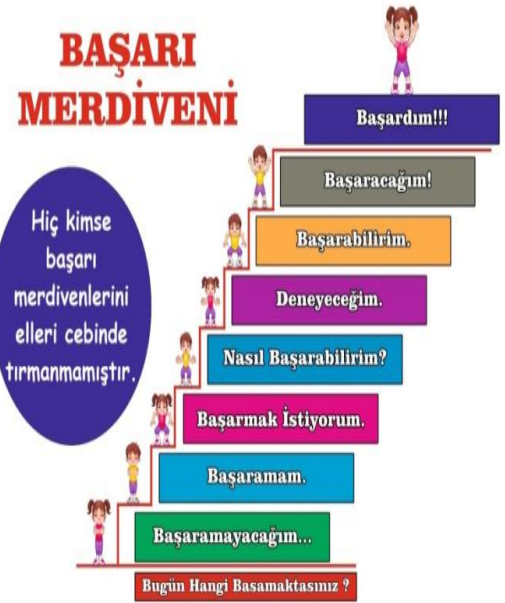 BAŞARI
MERDİVENİ
Hiç kimse
başarı
merdivenlerini
elleri cebinde
tırmanmamıştır.
Başardım!!!
Başaracağım!
Başarabilirim.
Deneyeceğim.
Nasıl Başarabilirim?
Başarmak İstiyorum.
Başaramam.
Başaramayacağım...
Bugün Hangi Basamaktasınız ?